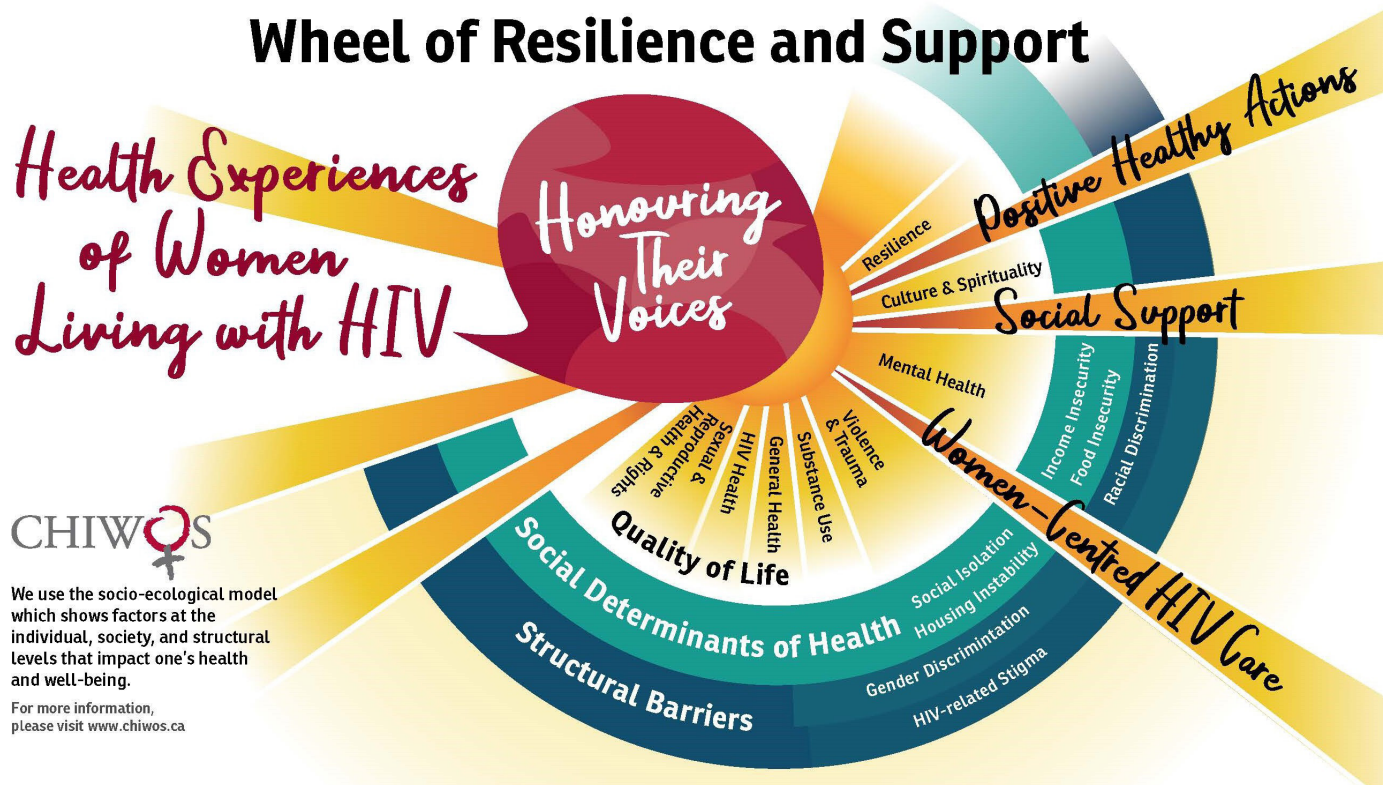 Wheel of Resilience and Support
Health Experiences
of Women
Living with HIV
Honouring
Their
Voices
Positive Healthy Actions
Resilience
Culture & Spirituality
Social Support
Mental Health
Income Insecurity
Food Insecurity
Racial Discrimination
Women-Centred HIV Care
Violence
& Trauma
Substance Use
General Health
HIV Health
Sexual &
Reproductive
Health & Rights
Quality of Life
Social Determinants of Health
Social Isolation
Housing Instability
Structural Barriers
Gender Discrimintation
HIV-related Stigma
CHIWOS
We use the socio-ecological model
which shows factors at the
individual, society, and structural
levels that impact one's health
and well-being.
For more information,
please visit www.chiwos.ca